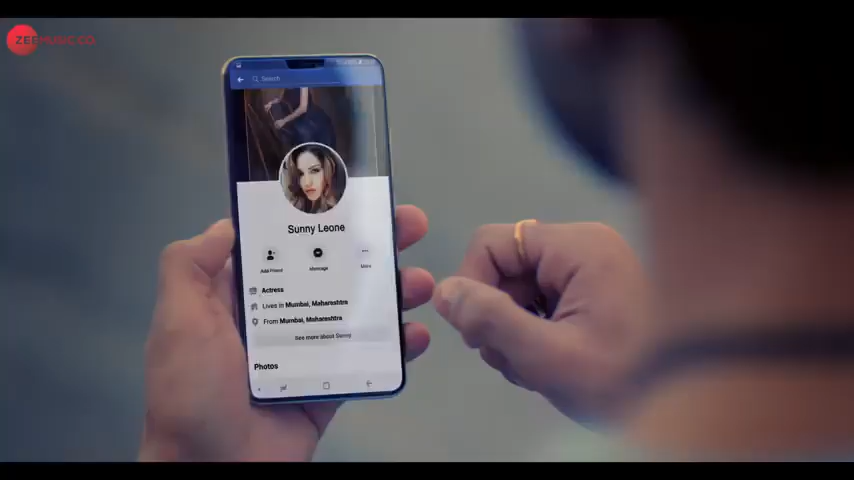 ZEE MUSIC CO.
Search
Sunny Leone
Add Friend
Message
More
Actress
Lives in Mumbai, Maharashtra
From Mumbai, Maharashtra
See more about Sunny
Photos